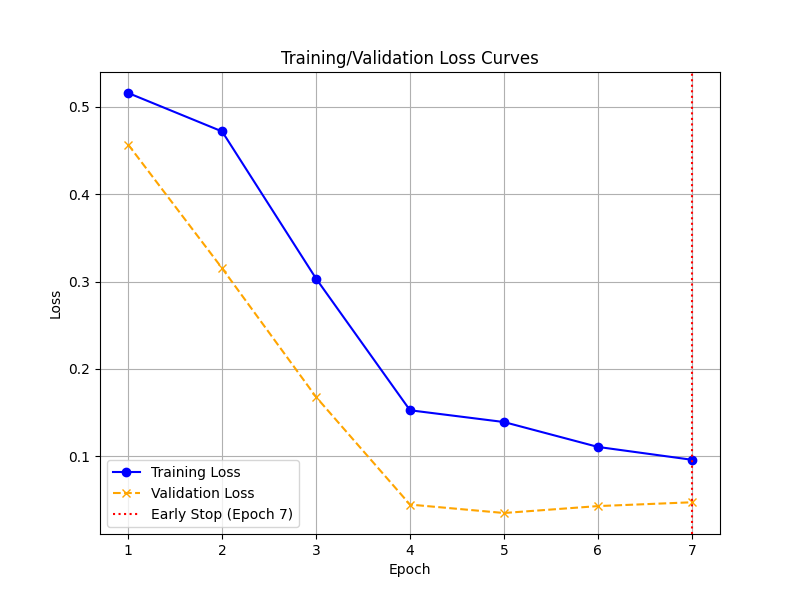 Training/Validation Loss Curves
0.5
0.4
0.3
0.2
0.1
Loss
Training Loss
Validation Loss
Early Stop (Epoch 7)
1 2 3 4 5 6 7
Epoch